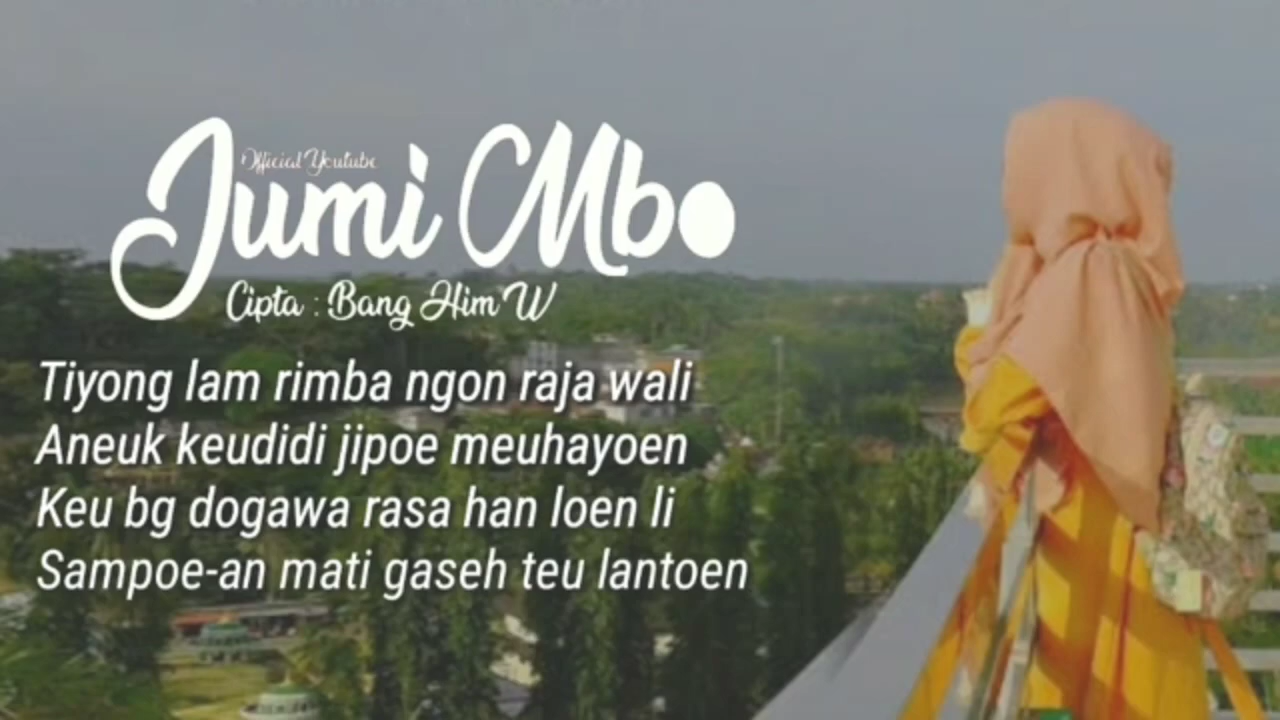 Official Youtube
Jumi Mbo
Cipta : Bang Him W
Tiyong lam rimba ngon raja wali
Aneuk keudidi jipoe meuhayoen
Keu bg dogawa rasa han loen li
Sampoe-an mati gaseh teu lantoen